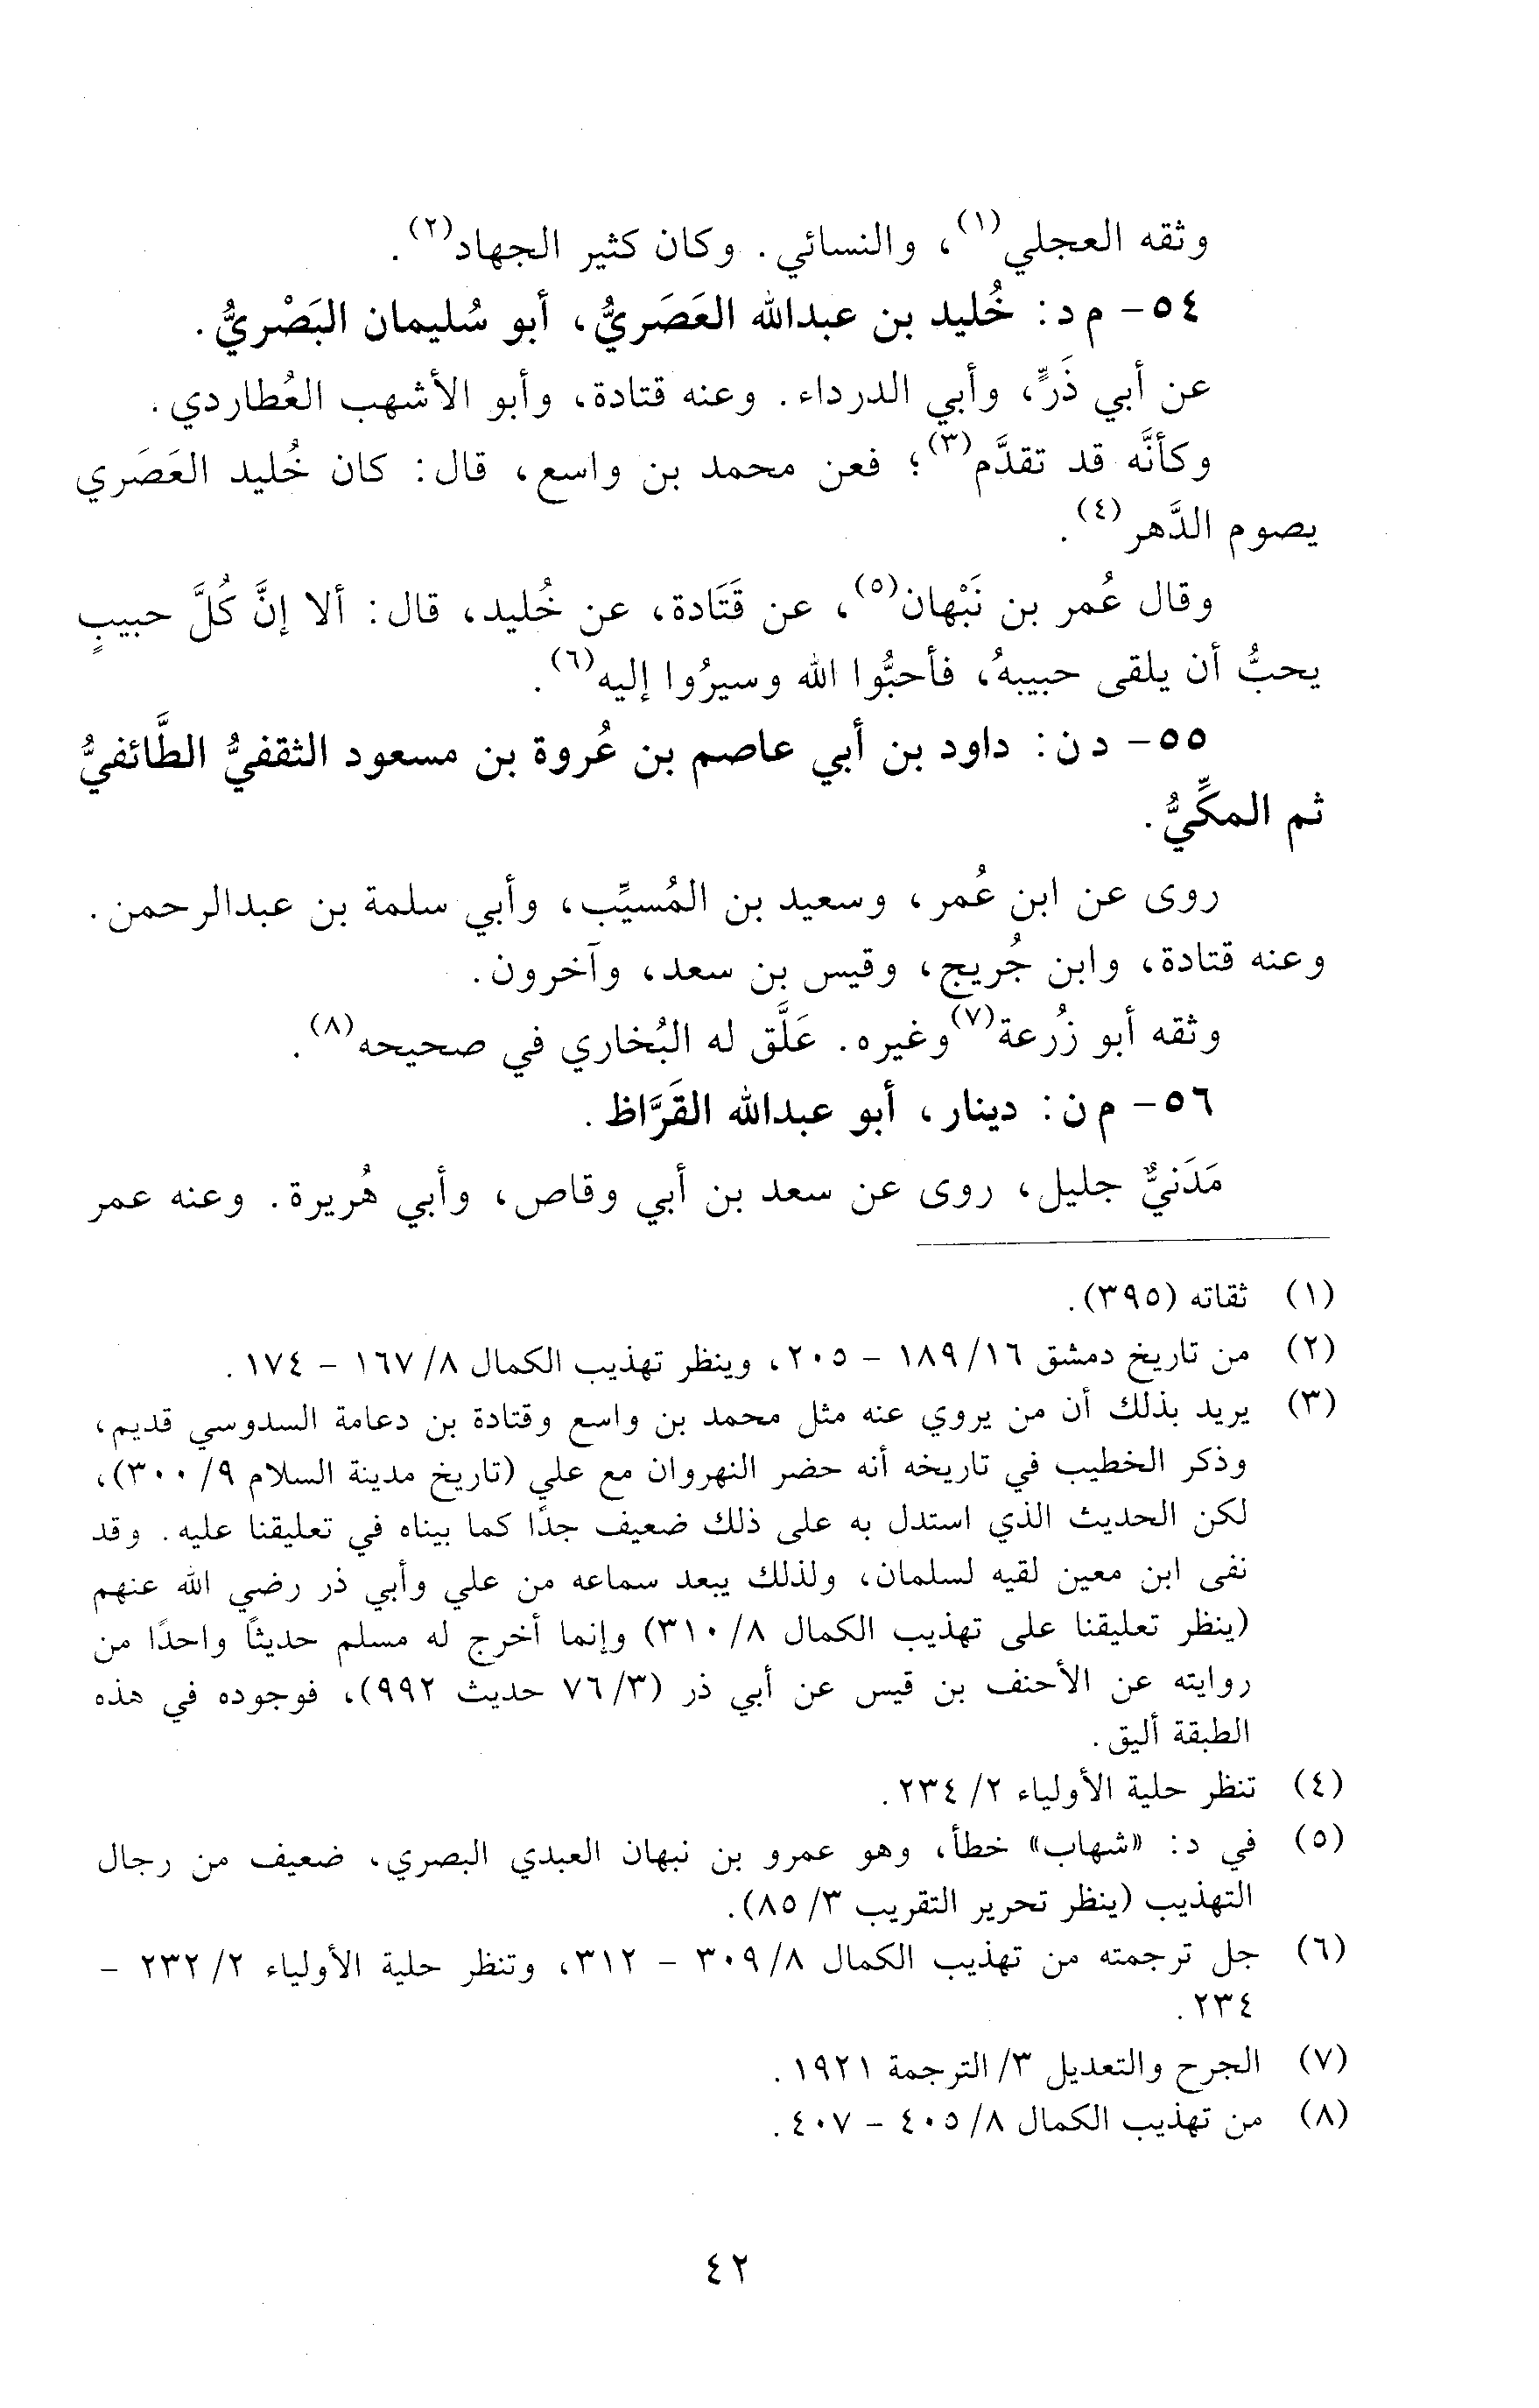 وثقه العجلي(١)، والنسائي. وكان كثير الجهاد(٢).
٥٤- م د: خُليد بن عبدالله العَصَريُّ، أبو سُليمان البَصْريُّ.
عن أبي ذَرٍّ، وأبي الدرداء. وعنه قتادة، وأبو الأشهب العُطاردي.
وكأنَّه قد تقدَّم(٣)؛ فعن محمد بن واسع، قال: كان خُليد العَصَري
يصوم الدَّهر(٤).
وقال عُمر بن نَبْهان(٥)، عن قَتَادة، عن خُليد، قال: ألا إنَّ كُلَّ حبيبٍ
يحبُّ أن يلقى حبيبهُ، فأحبُّوا الله وسيرُوا إليه(٦).
٥٥- د ن: داود بن أبي عاصم بن عُروة بن مسعود الثقفيُّ الطَّائفيُّ
ثم المكِّيُّ.
روى عن ابن عُمر، وسعيد بن المُسيِّب، وأبي سلمة بن عبدالرحمن.
وعنه قتادة، وابن جُريج، وقيس بن سعد، وآخرون.
وثقه أبو زُرعة(٧) وغيره. عَلَّق له البُخاري في صحيحه(٨).
٥٦- م ن: دينار، أبو عبدالله القَرَّاظ.
مَدَنيٌّ جليل، روى عن سعد بن أبي وقاص، وأبي هُريرة. وعنه عمر
(١) ثقاته (٣٩٥).
(٢) من تاريخ دمشق ١٦/ ١٨٩ - ٢٠٥، وينظر تهذيب الكمال ٨/ ١٦٧ - ١٧٤.
(٣) يريد بذلك أن من يروي عنه مثل محمد بن واسع وقتادة بن دعامة السدوسي قديم،
وذكر الخطيب في تاريخه أنه حضر النهروان مع علي (تاريخ مدينة السلام ٩/ ٣٠٠)،
لكن الحديث الذي استدل به على ذلك ضعيف جدًا كما بيناه في تعليقنا عليه. وقد
نفى ابن معين لقيه لسلمان، ولذلك يبعد سماعه من علي وأبي ذر رضي الله عنهم
(ينظر تعليقنا على تهذيب الكمال ٨/ ٣١٠) وإنما أخرج له مسلم حديثاً واحدًا من
روايته عن الأحنف بن قيس عن أبي ذر (٣/ ٧٦ حديث ٩٩٢)، فوجوده في هذه
الطبقة أليق.
(٤) تنظر حلية الأولياء ٢/ ٢٣٤.
(٥) في د: «شهاب» خطأ، وهو عمرو بن نبهان العبدي البصري، ضعيف من رجال
التهذيب (ينظر تحرير التقريب ٣/ ٨٥).
(٦) جل ترجمته من تهذيب الكمال ٨/ ٣٠٩ - ٣١٢، وتنظر حلية الأولياء ٢/ ٢٣٢ -
٢٣٤.
(٧) الجرح والتعديل ٣/ الترجمة ١٩٢١.
(٨) من تهذيب الكمال ٨/ ٤٠٥ - ٤٠٧.
٤٢